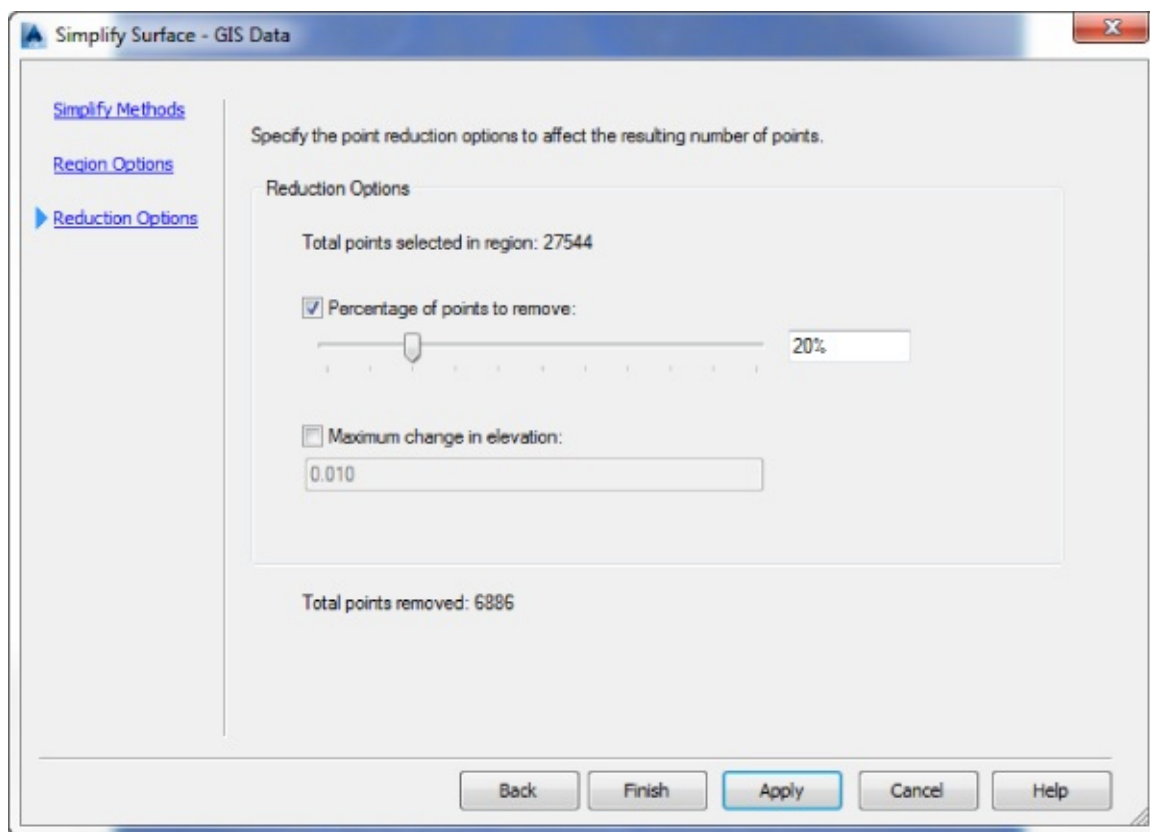 Simplify Surface - GIS Data
Simplify Methods
Region Options
Reduction Options
Specify the point reduction options to affect the resulting number of points.
Reduction Options
Total points selected in region: 27544
Percentage of points to remove:
20%
Maximum change in elevation:
0.010
Total points removed: 6886
Back
Finish
Apply
Cancel
Help